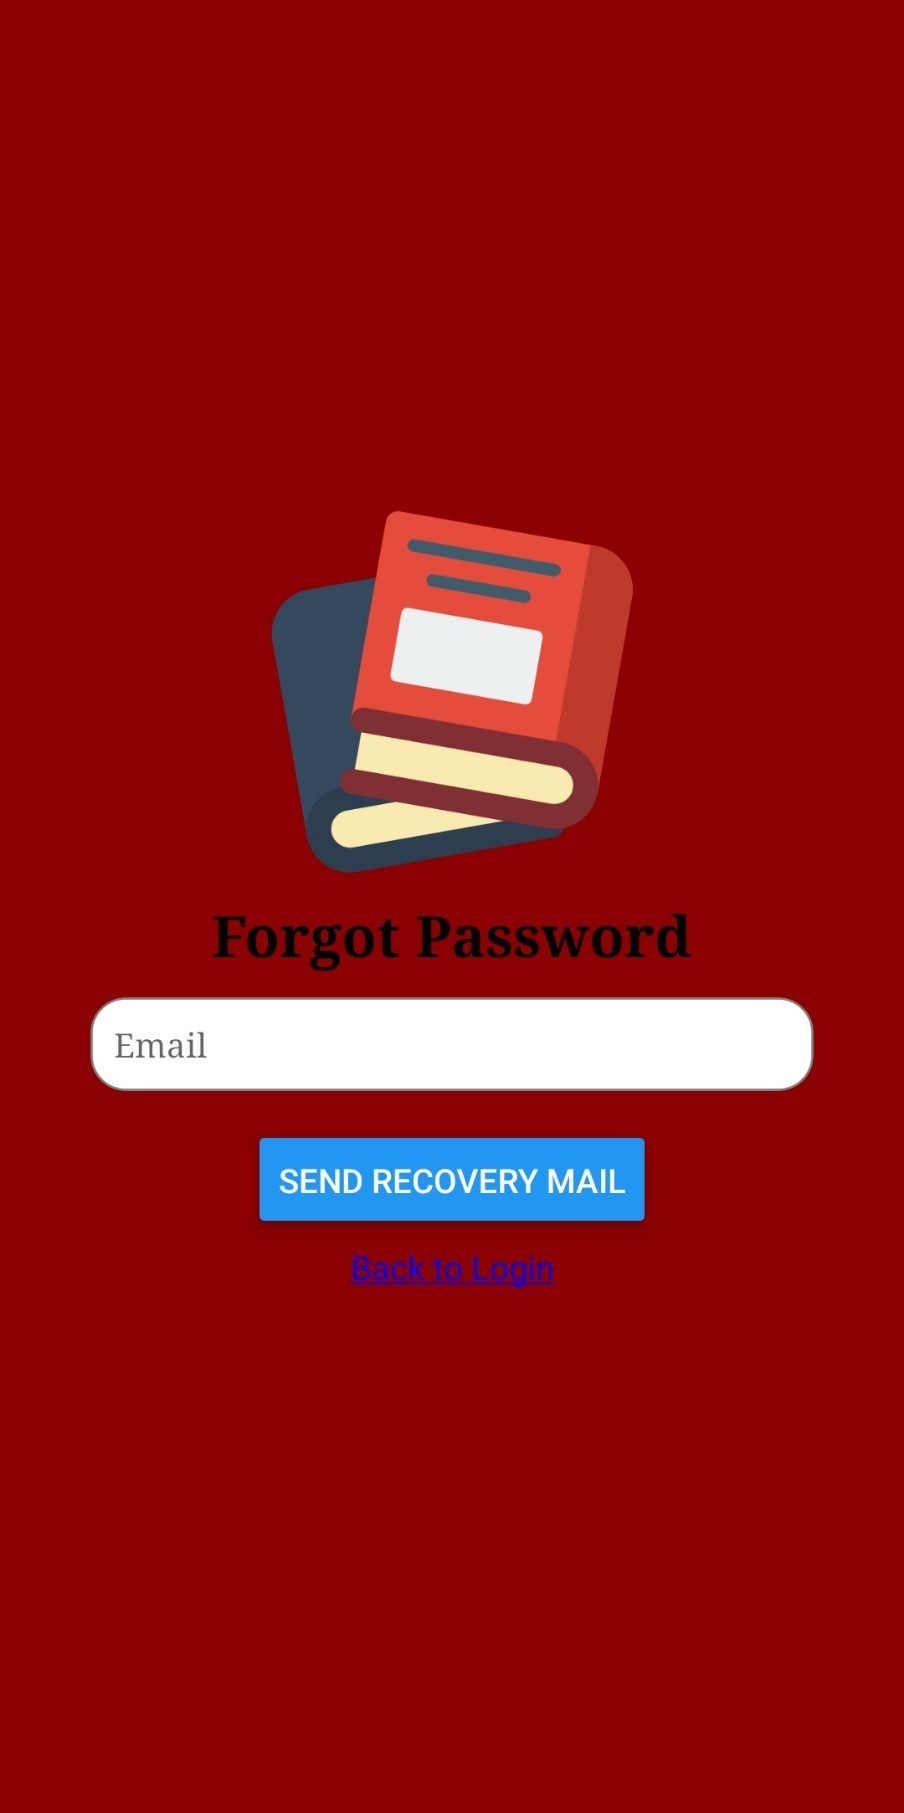 Forgot Password
Email
SEND RECOVERY MAIL
Back to Login